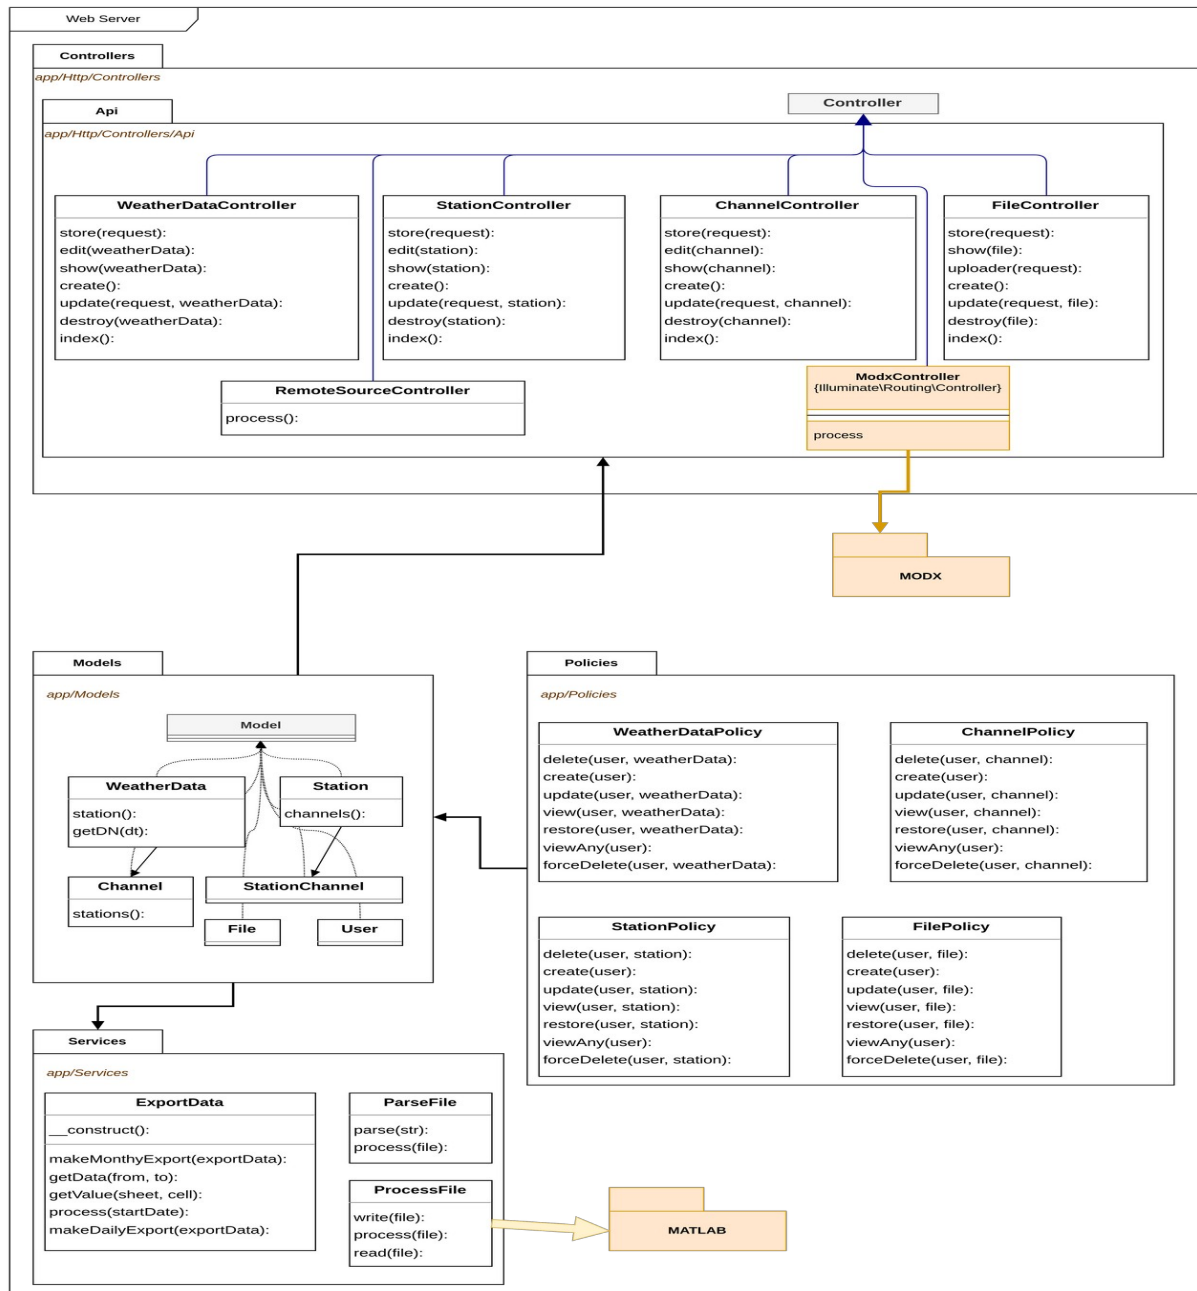 Web Server
Controllers
app/Http/Controllers
Api
app/Http/Controllers/Api
Controller
WeatherDataController
store(request):
edit(weatherData):
show(weatherData):
create():
update(request, weatherData):
destroy(weatherData):
index():
StationController
store(request):
edit(station):
show(station):
create():
update(request, station):
destroy(station):
index():
ChannelController
store(request):
edit(channel):
show(channel):
create():
update(request, channel):
destroy(channel):
index():
FileController
store(request):
show(file):
uploader(request):
create():
update(request, file):
destroy(file):
index():
RemoteSourceController
process():
ModxController
{Illuminate\Routing\Controller}
process
MODX
Models
app/Models
Model
WeatherData
station():
getDN(dt):
Station
channels():
Channel
stations():
StationChannel
File
User
Policies
app/Policies
WeatherDataPolicy
delete(user, weatherData):
create(user):
update(user, weatherData):
view(user, weatherData):
restore(user, weatherData):
viewAny(user):
forceDelete(user, weatherData):
ChannelPolicy
delete(user, channel):
create(user):
update(user, channel):
view(user, channel):
restore(user, channel):
viewAny(user):
forceDelete(user, channel):
StationPolicy
delete(user, station):
create(user):
update(user, station):
view(user, station):
restore(user, station):
viewAny(user):
forceDelete(user, station):
FilePolicy
delete(user, file):
create(user):
update(user, file):
view(user, file):
restore(user, file):
viewAny(user):
forceDelete(user, file):
Services
app/Services
ExportData
__construct():
makeMonthyExport(exportData):
getData(from, to):
getValue(sheet, cell):
process(startDate):
makeDailyExport(exportData):
ParseFile
parse(str):
process(file):
ProcessFile
write(file):
process(file):
read(file):
MATLAB